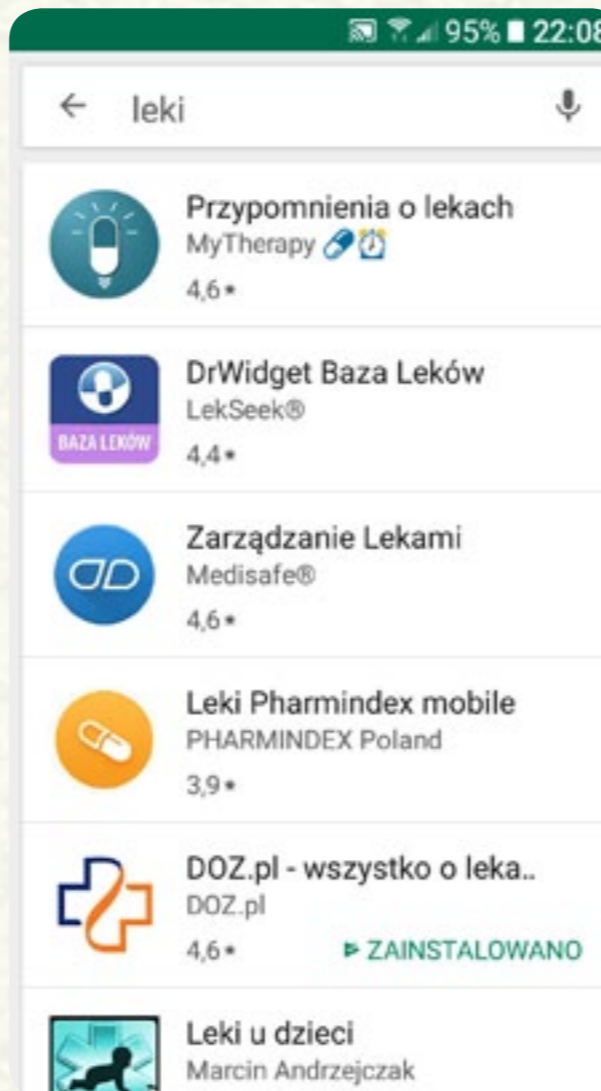 95% 22:08
leki
Przypomnienia o lekach
MyTherapy 💊⏰
4,6★
DrWidget Baza Leków
LekSeek®
BAZA LEKÓW
4,4★
Zarządzanie Lekami
Medisafe®
4,6★
Leki Pharmindex mobile
PHARMINDEX Poland
3,9★
DOZ.pl - wszystko o leka..
DOZ.pl
4,6★ ZAINSTALOWANO
Leki u dzieci
Marcin Andrzejczak